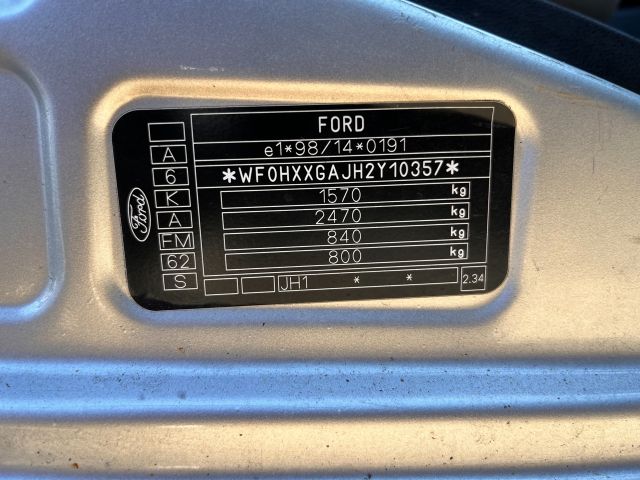 FORD
e1*98/14*0191
*WF0HXXGAJH2Y10357*
1570 kg
2470 kg
840 kg
800 kg
JH1 * * 2.34
Ford
A
6
K
A
FM
62
S